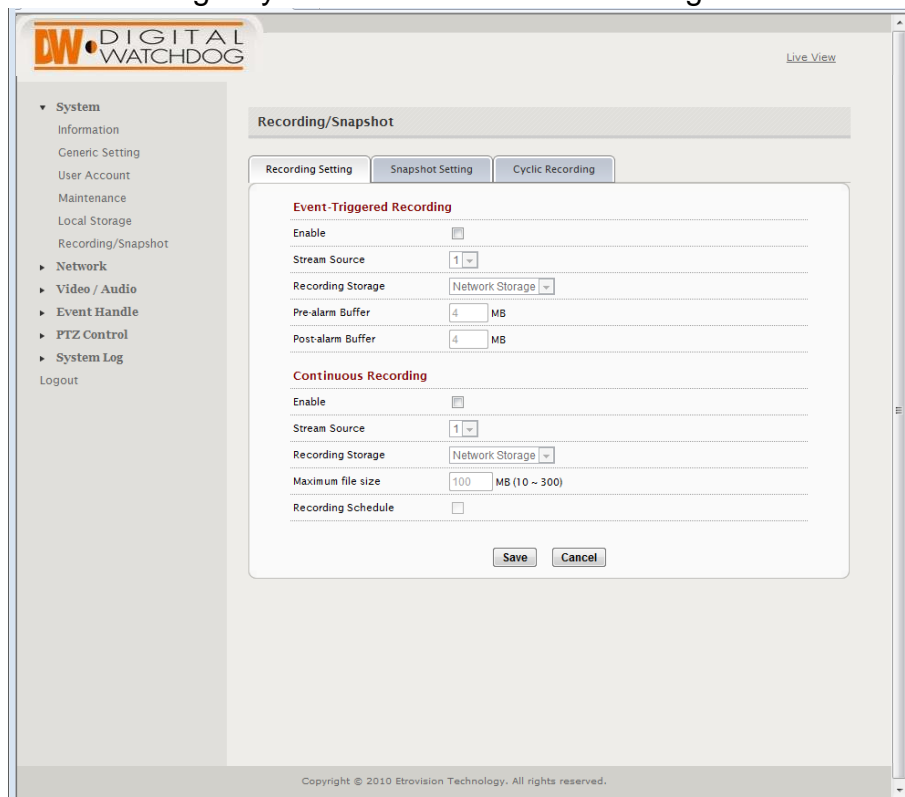 DW DIGITAL
WATCHDOG
Live View
System
Information
Generic Setting
User Account
Maintenance
Local Storage
Recording/Snapshot
Network
Video / Audio
Event Handle
PTZ Control
System Log
Logout
Recording/Snapshot
Recording Setting Snapshot Setting Cyclic Recording
Event-Triggered Recording
Enable
Stream Source 1
Recording Storage Network Storage
Pre-alarm Buffer 4 MB
Post-alarm Buffer 4 MB
Continuous Recording
Enable
Stream Source 1
Recording Storage Network Storage
Maximum file size 100 MB (10 ~ 300)
Recording Schedule
Save Cancel
Copyright © 2010 Etrovision Technology. All rights reserved.